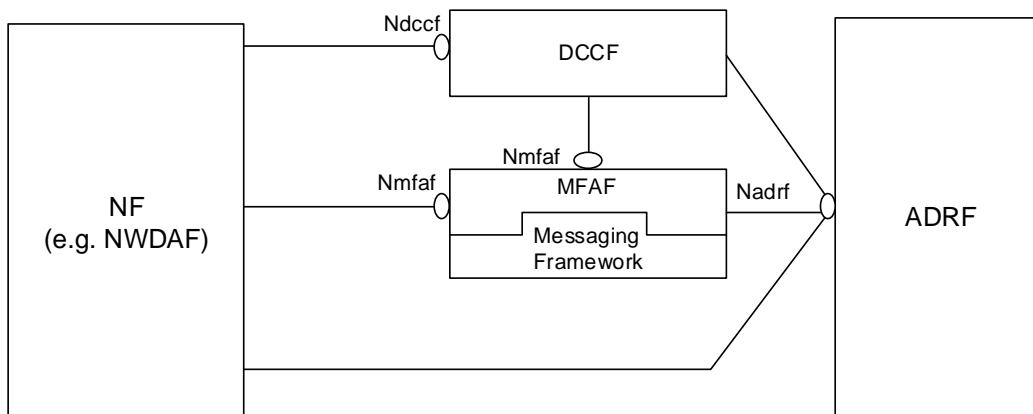 Ndccf
DCCF
Nmfaf
Nmfaf
MFAF
Nadrf
NF
(e.g. NWDAF)
Messaging
Framework
ADRF